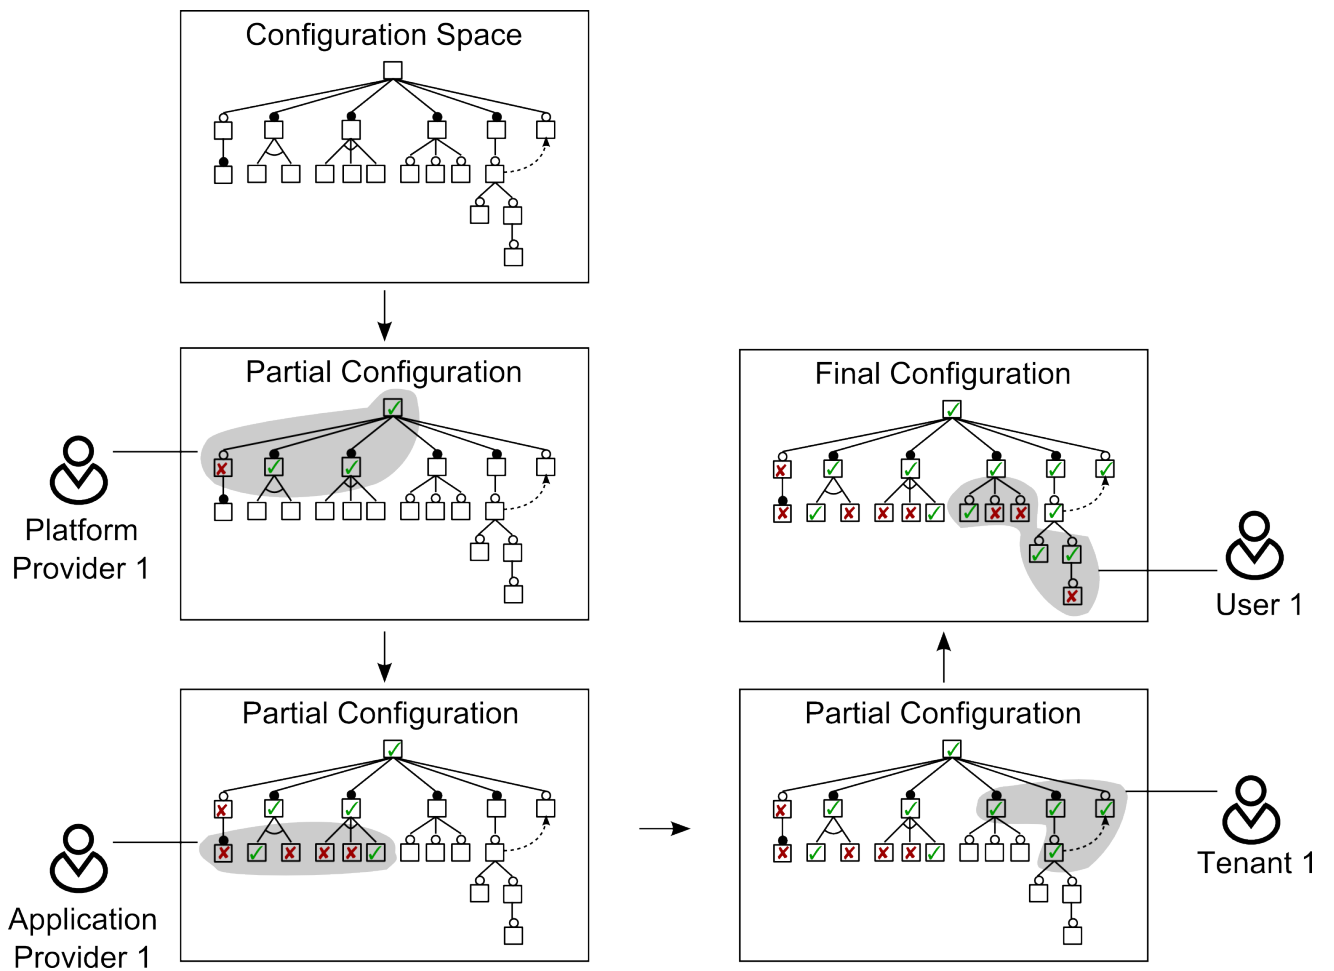 Configuration Space
Partial Configuration
Platform
Provider 1
Partial Configuration
Application
Provider 1
Partial Configuration
Tenant 1
Final Configuration
User 1